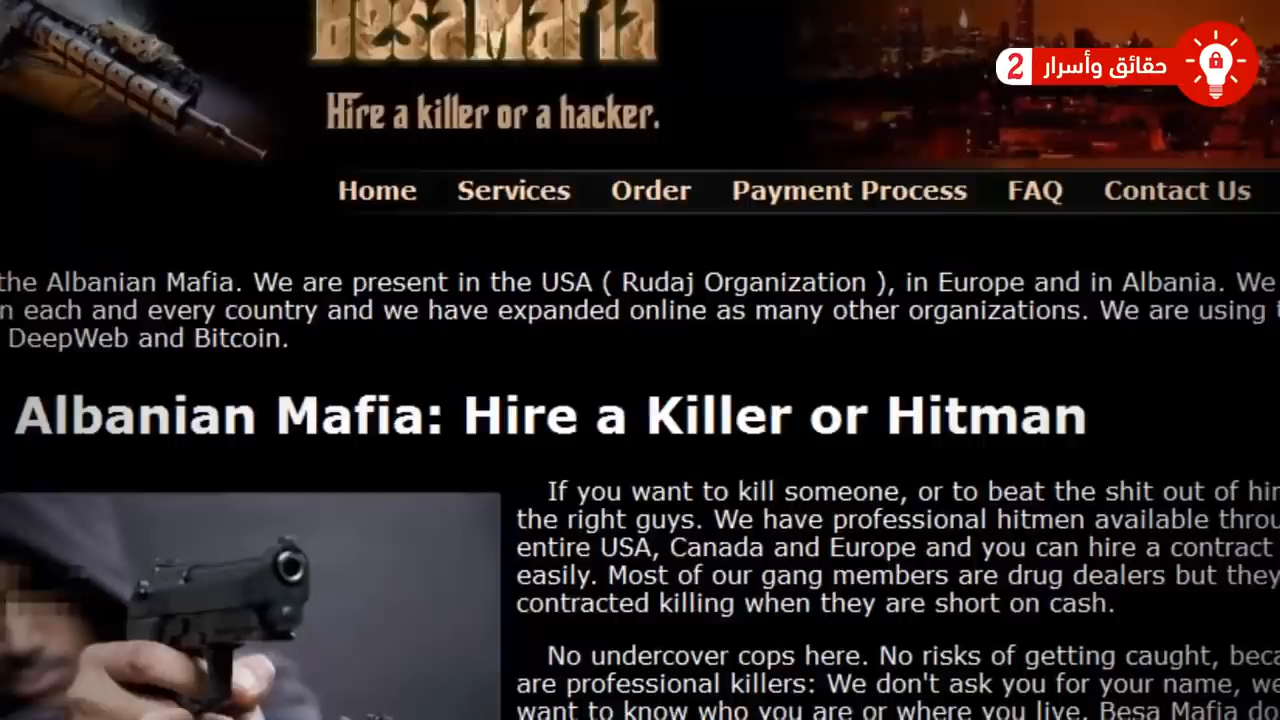 Besa Mafia
2 حقائق وأسرار
Hire a killer or a hacker.
Home Services Order Payment Process FAQ Contact Us
the Albanian Mafia. We are present in the USA ( Rudaj Organization ), in Europe and in Albania. We
each and every country and we have expanded online as many other organizations. We are using
DeepWeb and Bitcoin.
Albanian Mafia: Hire a Killer or Hitman
If you want to kill someone, or to beat the shit out of
the right guys. We have professional hitmen available
entire USA, Canada and Europe and you can hire a contract
easily. Most of our gang members are drug dealers but they
contracted killing when they are short on cash.
No undercover cops here. No risks of getting caught,
are professional killers: We don't ask you for your name,
want to know who you are or where you live. Besa Mafia